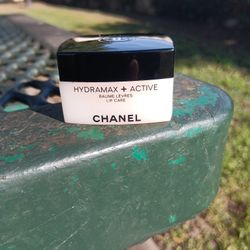 HYDRAMAX + ACTIVE
BAUME LÈVRES
LIP CARE
CHANEL